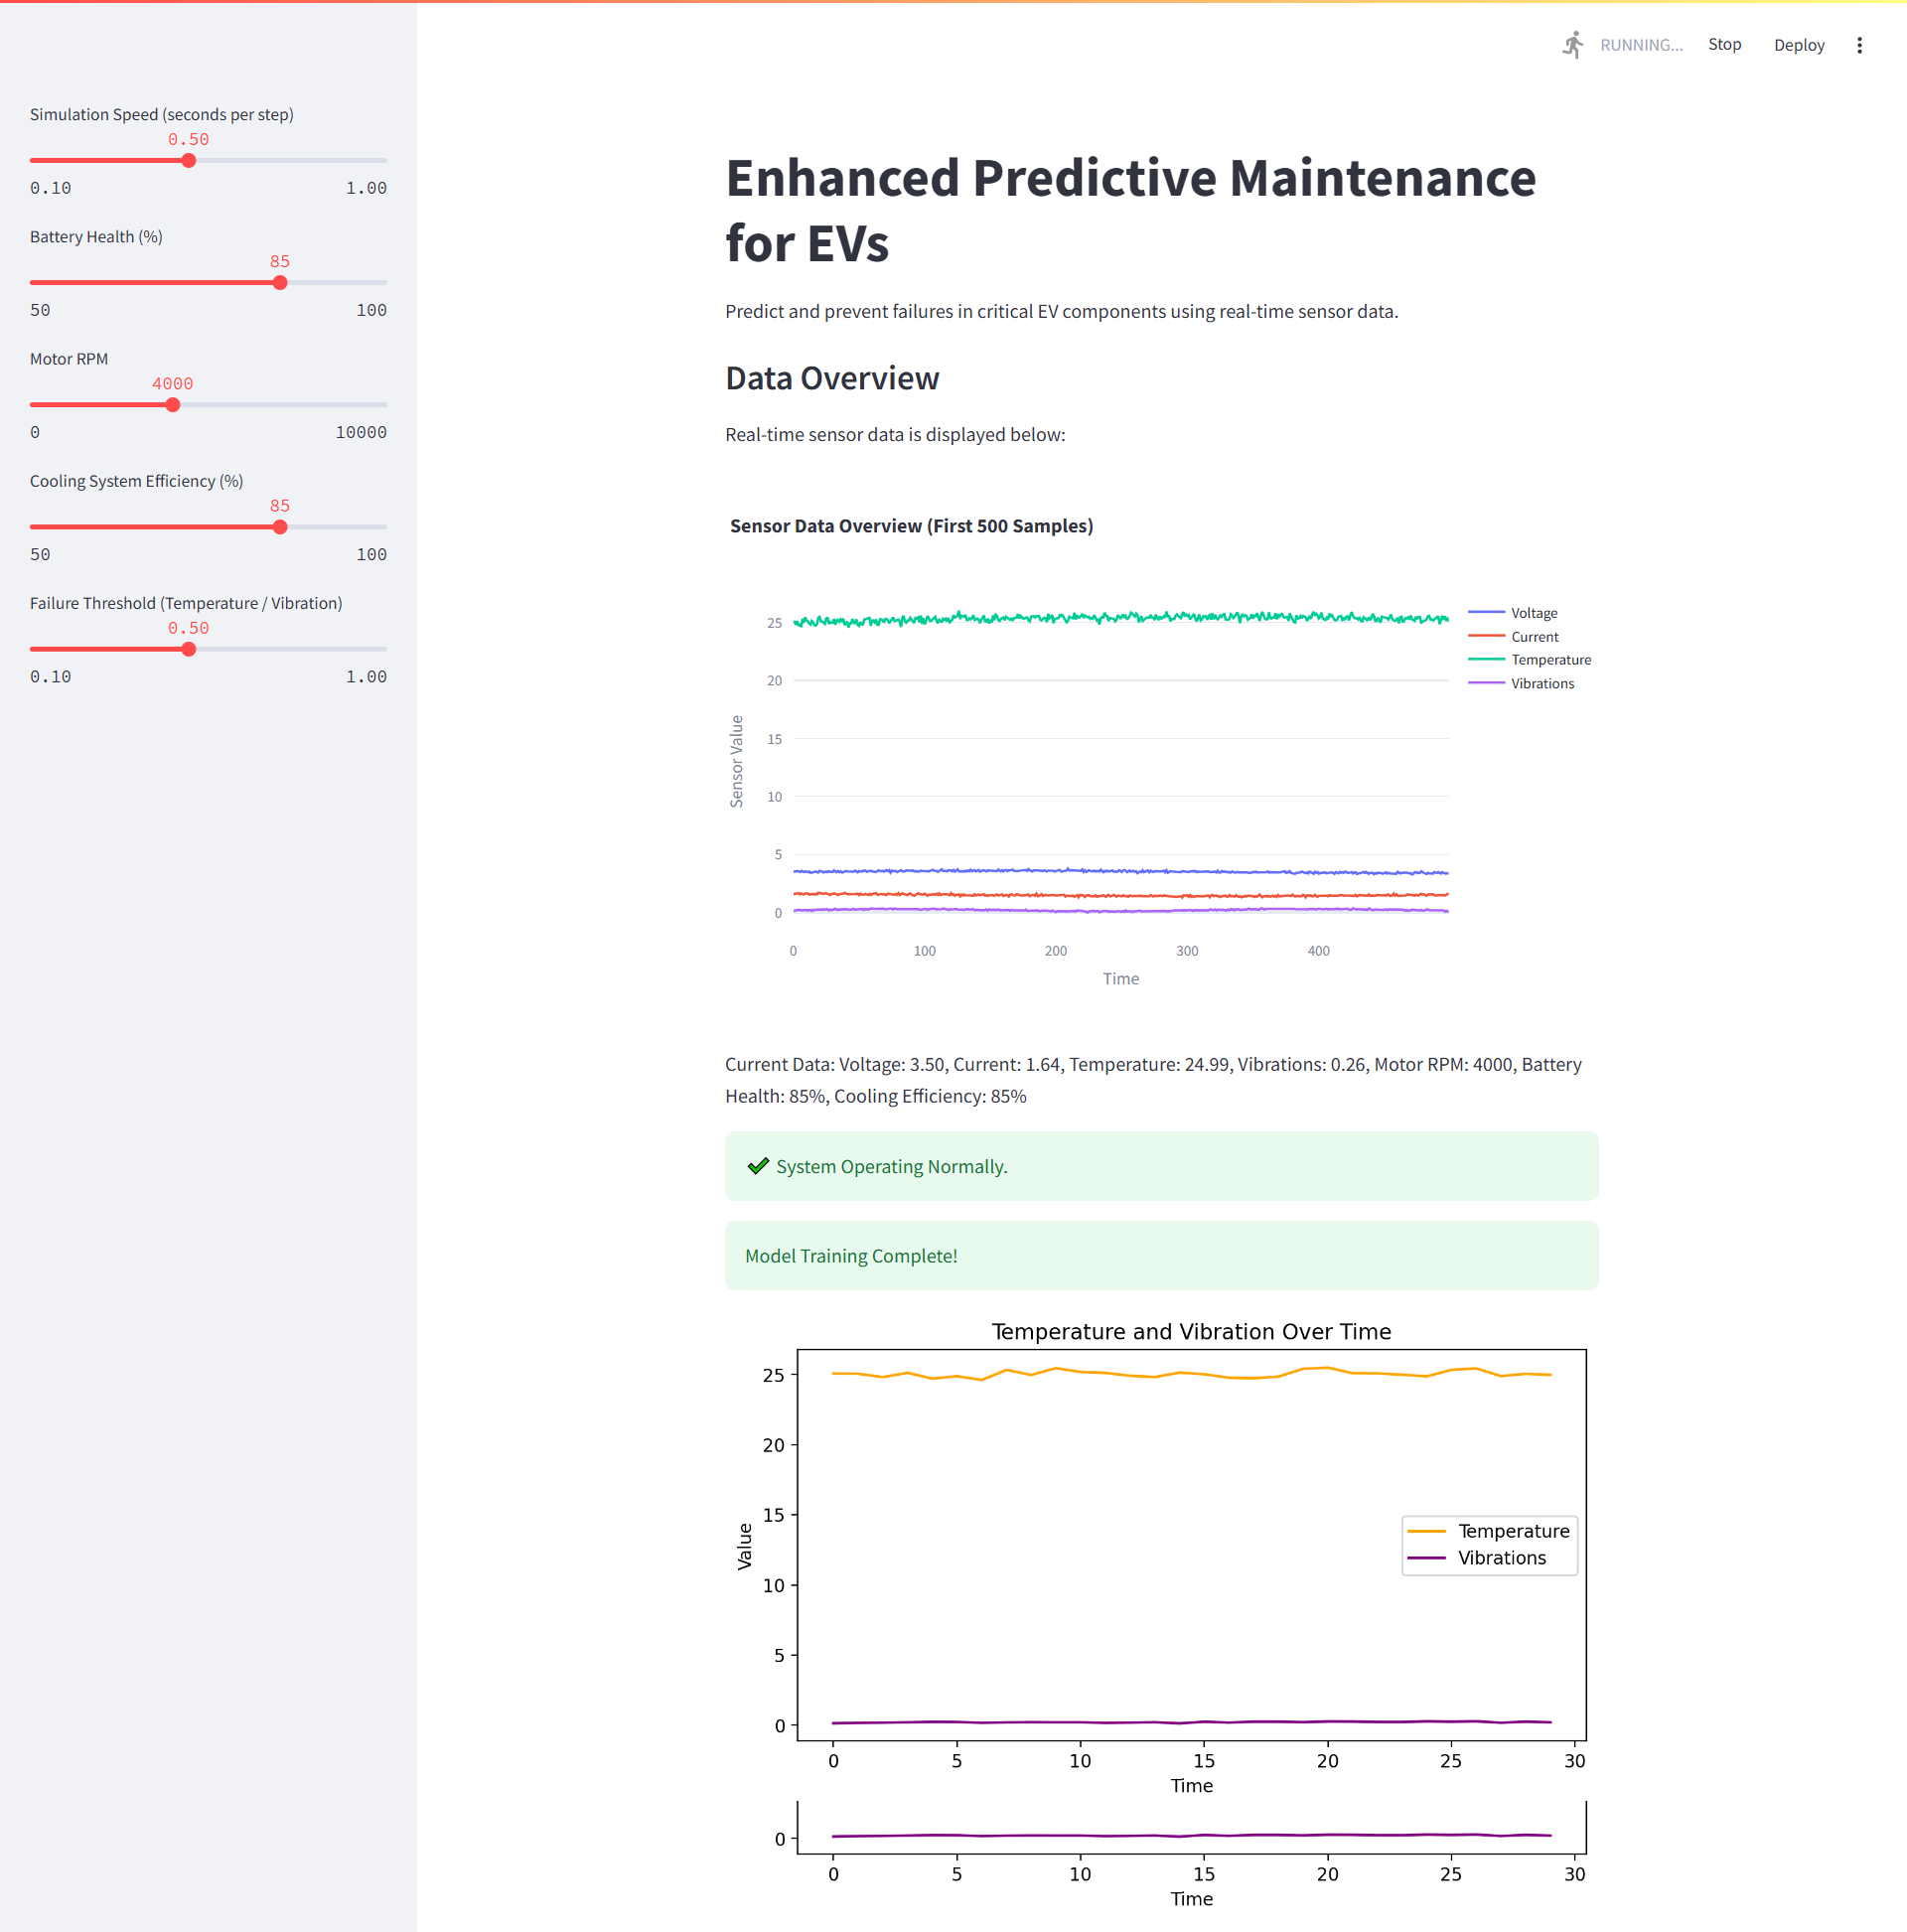 RUNNING...
Stop
Deploy
Simulation Speed (seconds per step)
0.50
0.10 1.00
Battery Health (%)
85
50 100
Motor RPM
4000
0 10000
Cooling System Efficiency (%)
85
50 100
Failure Threshold (Temperature / Vibration)
0.50
0.10 1.00
Enhanced Predictive Maintenance
for EVs
Predict and prevent failures in critical EV components using real-time sensor data.
Data Overview
Real-time sensor data is displayed below:
Sensor Data Overview (First 500 Samples)
Sensor Value
25
20
15
10
5
0
0 100 200 300 400
Time
Voltage
Current
Temperature
Vibrations
Current Data: Voltage: 3.50, Current: 1.64, Temperature: 24.99, Vibrations: 0.26, Motor RPM: 4000, Battery
Health: 85%, Cooling Efficiency: 85%
System Operating Normally.
Model Training Complete!
Temperature and Vibration Over Time
Value
25
20
15
10
5
0
Temperature
Vibrations
0 5 10 15 20 25 30
Time
0
0 5 10 15 20 25 30
Time